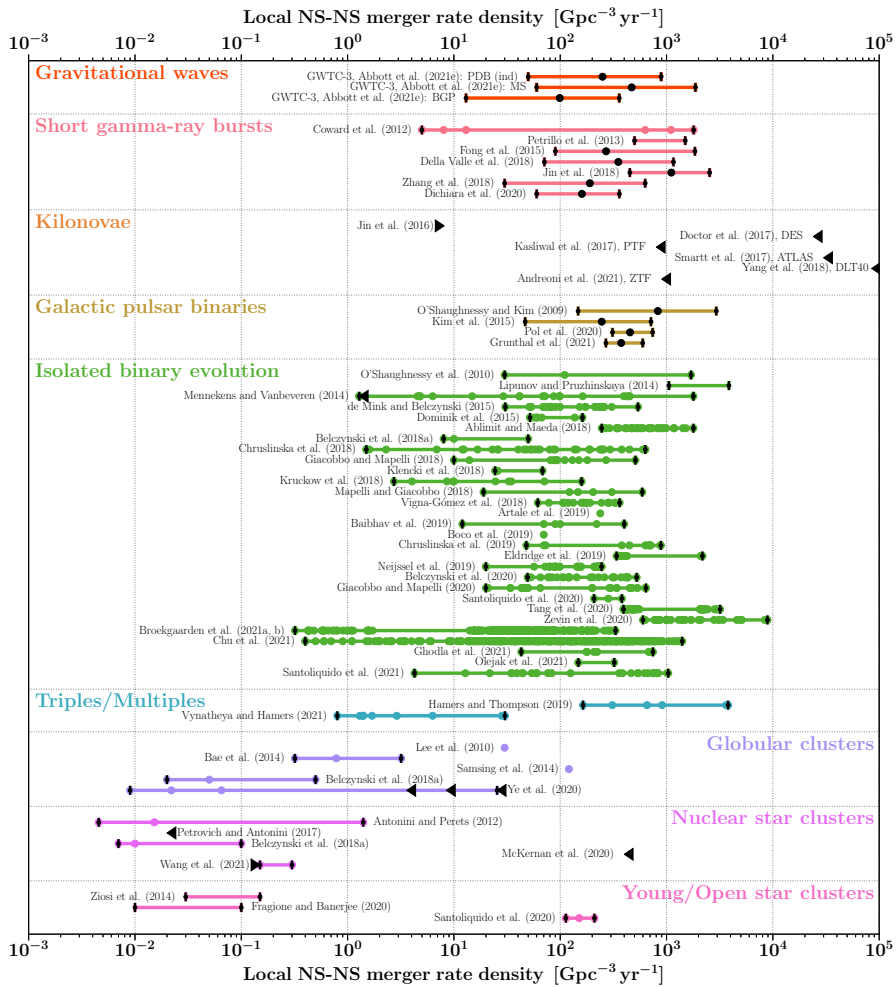 Local NS-NS merger rate density [Gpc⁻³ yr⁻¹]
10⁻³ 10⁻² 10⁻¹ 10⁰ 10¹ 10² 10³ 10⁴ 10⁵
Gravitational waves
GWTC-3, Abbott et al. (2021e): PDB (ind)
GWTC-3, Abbott et al. (2021e): MS
GWTC-3, Abbott et al. (2021e): BGP
Short gamma-ray bursts
Coward et al. (2012)
Petrillo et al. (2013)
Fong et al. (2015)
Della Valle et al. (2018)
Jin et al. (2018)
Zhang et al. (2018)
Dichiara et al. (2020)
Kilonovae
Jin et al. (2016)
Doctor et al. (2017), DES
Kasliwal et al. (2017), PTF
Smartt et al. (2017), ATLAS
Yang et al. (2018), DLT40
Andreoni et al. (2021), ZTF
Galactic pulsar binaries
O'Shaughnessy and Kim (2009)
Kim et al. (2015)
Pol et al. (2020)
Grunthal et al. (2021)
Isolated binary evolution
O'Shaughnessy et al. (2010)
Lipunov and Pruzhinskaya (2014)
Mennekens and Vanbeveren (2014)
de Mink and Belczynski (2015)
Dominik et al. (2015)
Ablimit and Maeda (2018)
Belczynski et al. (2018a)
Chruslinska et al. (2018)
Giacobbo and Mapelli (2018)
Klencki et al. (2018)
Kruckow et al. (2018)
Mapelli and Giacobbo (2018)
Vigna-Gómez et al. (2018)
Artale et al. (2019)
Baibhav et al. (2019)
Boco et al. (2019)
Chruslinska et al. (2019)
Eldridge et al. (2019)
Neijssel et al. (2019)
Belczynski et al. (2020)
Giacobbo and Mapelli (2020)
Santoliquido et al. (2020)
Tang et al. (2020)
Zevin et al. (2020)
Broekgaarden et al. (2021a, b)
Chu et al. (2021)
Ghodla et al. (2021)
Olejak et al. (2021)
Santoliquido et al. (2021)
Triples/Multiples
Hamers and Thompson (2019)
Vynatheya and Hamers (2021)
Globular clusters
Lee et al. (2010)
Bae et al. (2014)
Samsing et al. (2014)
Belczynski et al. (2018a)
Ye et al. (2020)
Nuclear star clusters
Antonini and Perets (2012)
Petrovich and Antonini (2017)
Belczynski et al. (2018a)
McKernan et al. (2020)
Wang et al. (2021)
Young/Open star clusters
Ziosi et al. (2014)
Fragione and Banerjee (2020)
Santoliquido et al. (2020)
10⁻³ 10⁻² 10⁻¹ 10⁰ 10¹ 10² 10³ 10⁴ 10⁵
Local NS-NS merger rate density [Gpc⁻³ yr⁻¹]